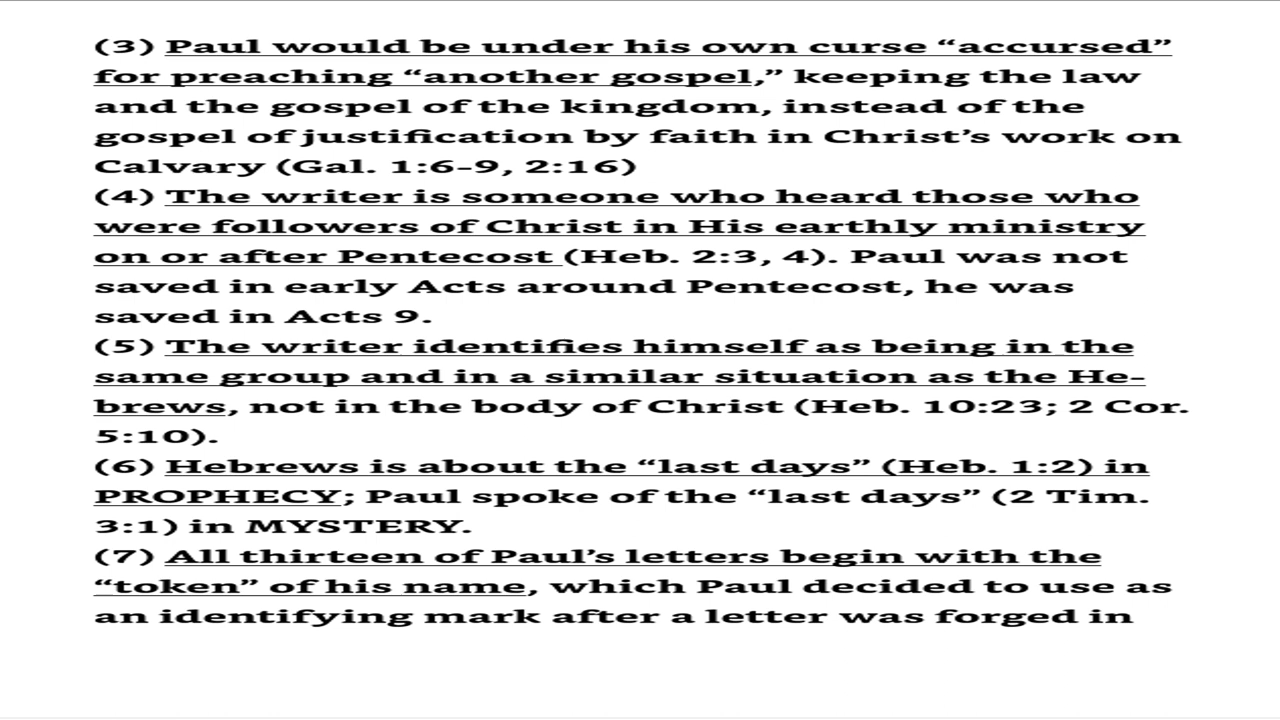 (3) Paul would be under his own curse “accursed”
for preaching “another gospel,” keeping the law
and the gospel of the kingdom, instead of the
gospel of justification by faith in Christ’s work on
Calvary (Gal. 1:6–9, 2:16)
(4) The writer is someone who heard those who
were followers of Christ in His earthly ministry
on or after Pentecost (Heb. 2:3, 4). Paul was not
saved in early Acts around Pentecost, he was
saved in Acts 9.
(5) The writer identifies himself as being in the
same group and in a similar situation as the He-
brews, not in the body of Christ (Heb. 10:23; 2 Cor.
5:10).
(6) Hebrews is about the “last days” (Heb. 1:2) in
PROPHECY; Paul spoke of the “last days” (2 Tim.
3:1) in MYSTERY.
(7) All thirteen of Paul’s letters begin with the
“token” of his name, which Paul decided to use as
an identifying mark after a letter was forged in